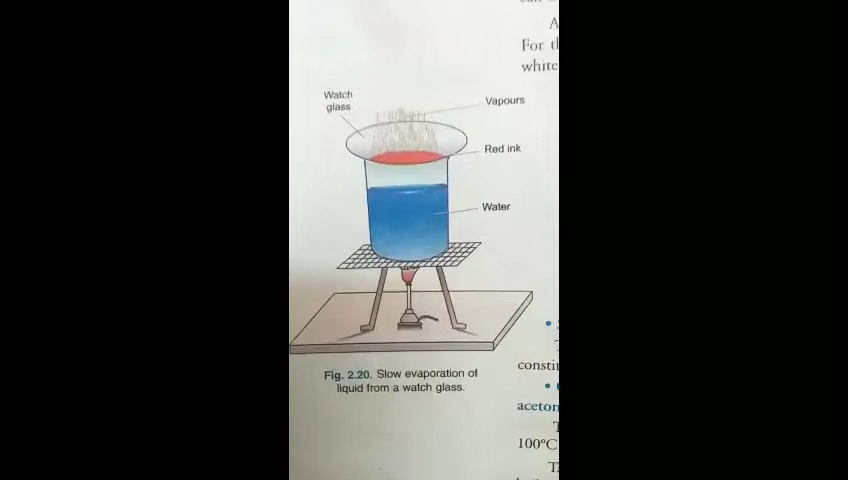 A
For
white
Watch
glass
Vapours
Red ink
Water
Fig. 2.20. Slow evaporation of
liquid from a watch glass.
aceton
100°C